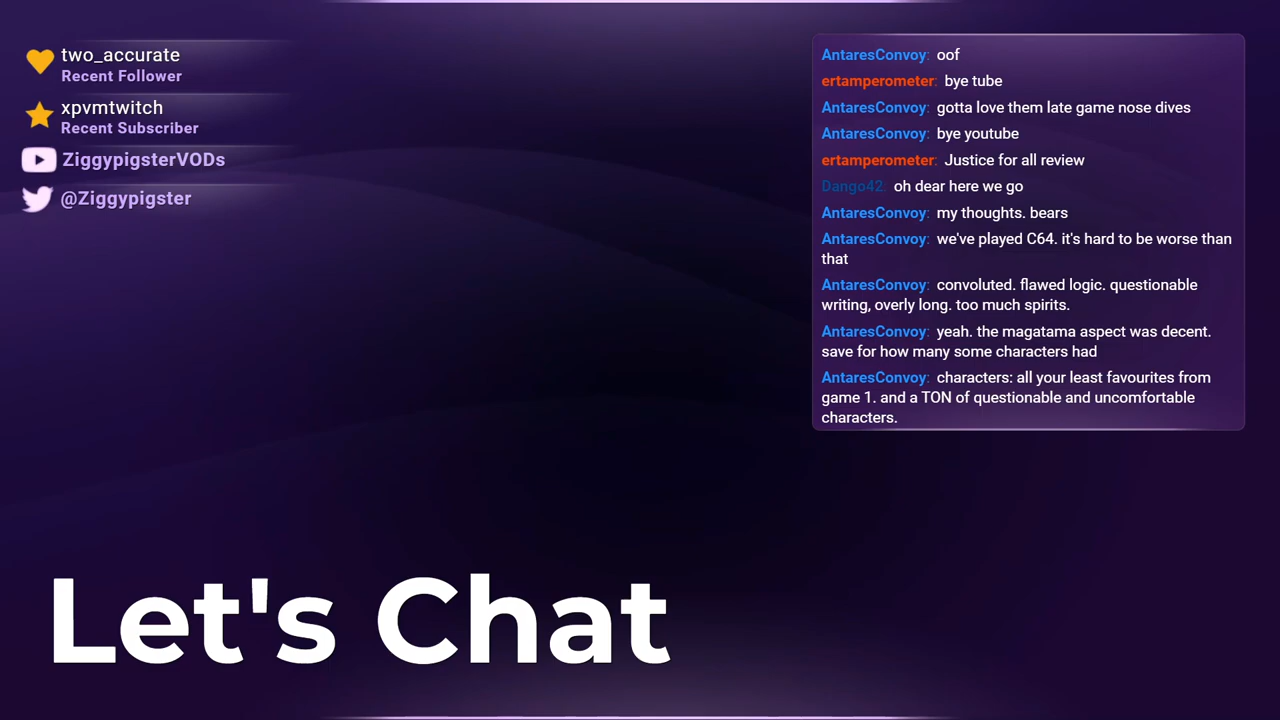 two_accurate
Recent Follower
xpvmtwitch
Recent Subscriber
ZiggypigsterVODs
@Ziggypigster
AntaresConvoy: oof
ertamperometer: bye tube
AntaresConvoy: gotta love them late game nose dives
AntaresConvoy: bye youtube
ertamperometer: Justice for all review
Dango42: oh dear here we go
AntaresConvoy: my thoughts. bears
AntaresConvoy: we've played C64. it's hard to be worse than
that
AntaresConvoy: convoluted. flawed logic. questionable
writing, overly long. too much spirits.
AntaresConvoy: yeah. the magatama aspect was decent.
save for how many some characters had
AntaresConvoy: characters: all your least favourites from
game 1. and a TON of questionable and uncomfortable
characters.
Let's Chat